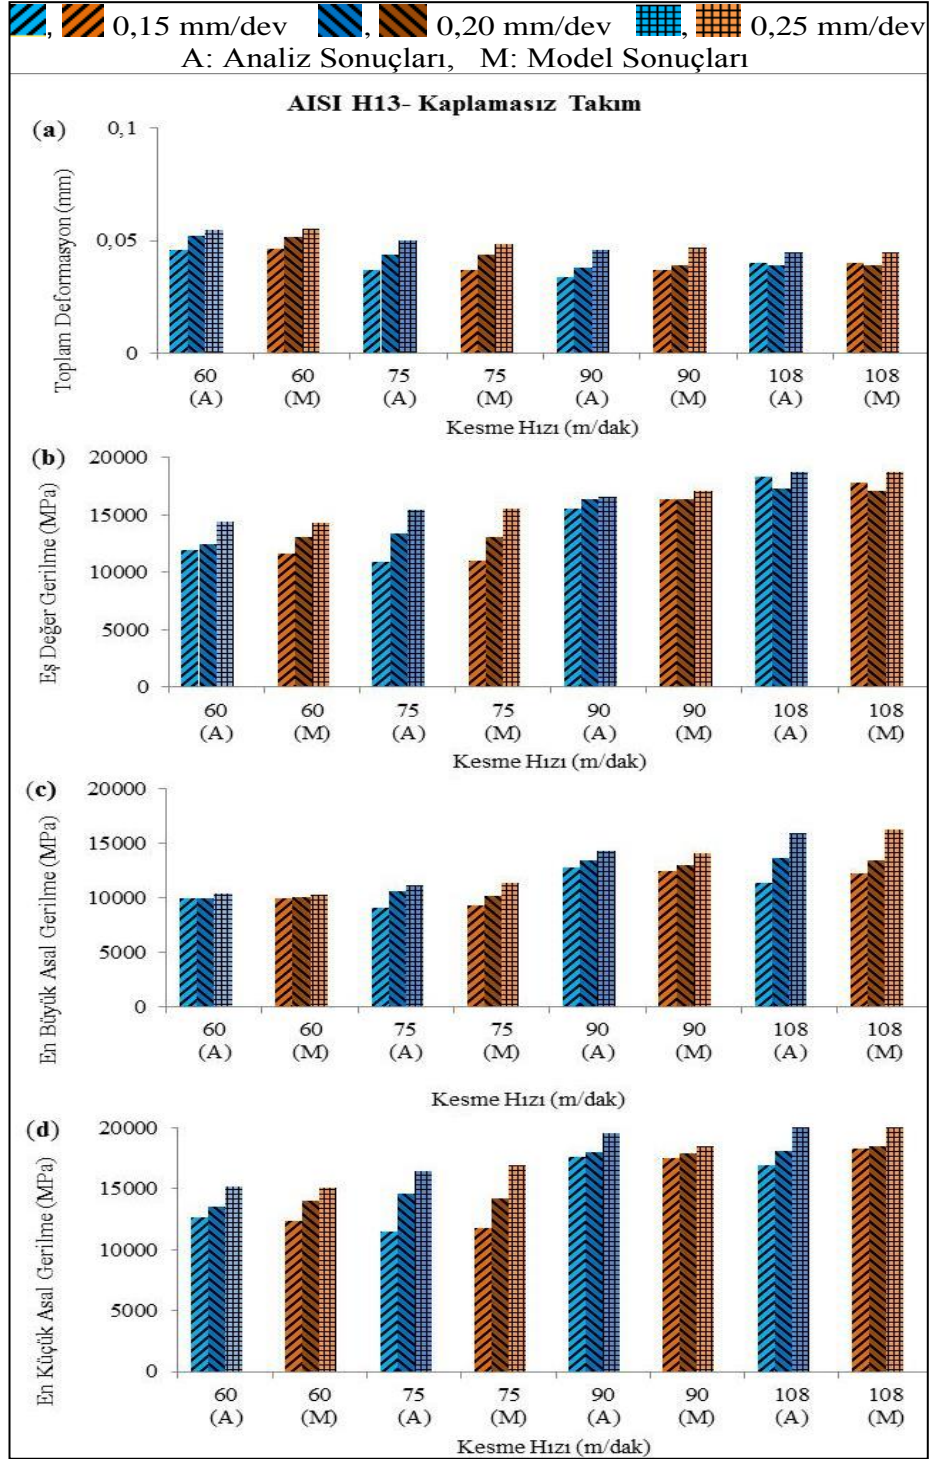 , 0,15 mm/dev , 0,20 mm/dev , 0,25 mm/dev
A: Analiz Sonuçları, M: Model Sonuçları
AISI H13- Kaplamasız Takım
(a)
Toplam Deformasyon (mm)
0,1
0,05
0
60 60 75 75 90 90 108 108
(A) (M) (A) (M) (A) (M) (A) (M)
Kesme Hızı (m/dak)
(b)
Eş Değer Gerilme (MPa)
20000
15000
10000
5000
0
60 60 75 75 90 90 108 108
(A) (M) (A) (M) (A) (M) (A) (M)
Kesme Hızı (m/dak)
(c)
En Büyük Asal Gerilme (MPa)
20000
15000
10000
5000
0
60 60 75 75 90 90 108 108
(A) (M) (A) (M) (A) (M) (A) (M)
Kesme Hızı (m/dak)
(d)
En Küçük Asal Gerilme (MPa)
20000
15000
10000
5000
0
60 60 75 75 90 90 108 108
(A) (M) (A) (M) (A) (M) (A) (M)
Kesme Hızı (m/dak)